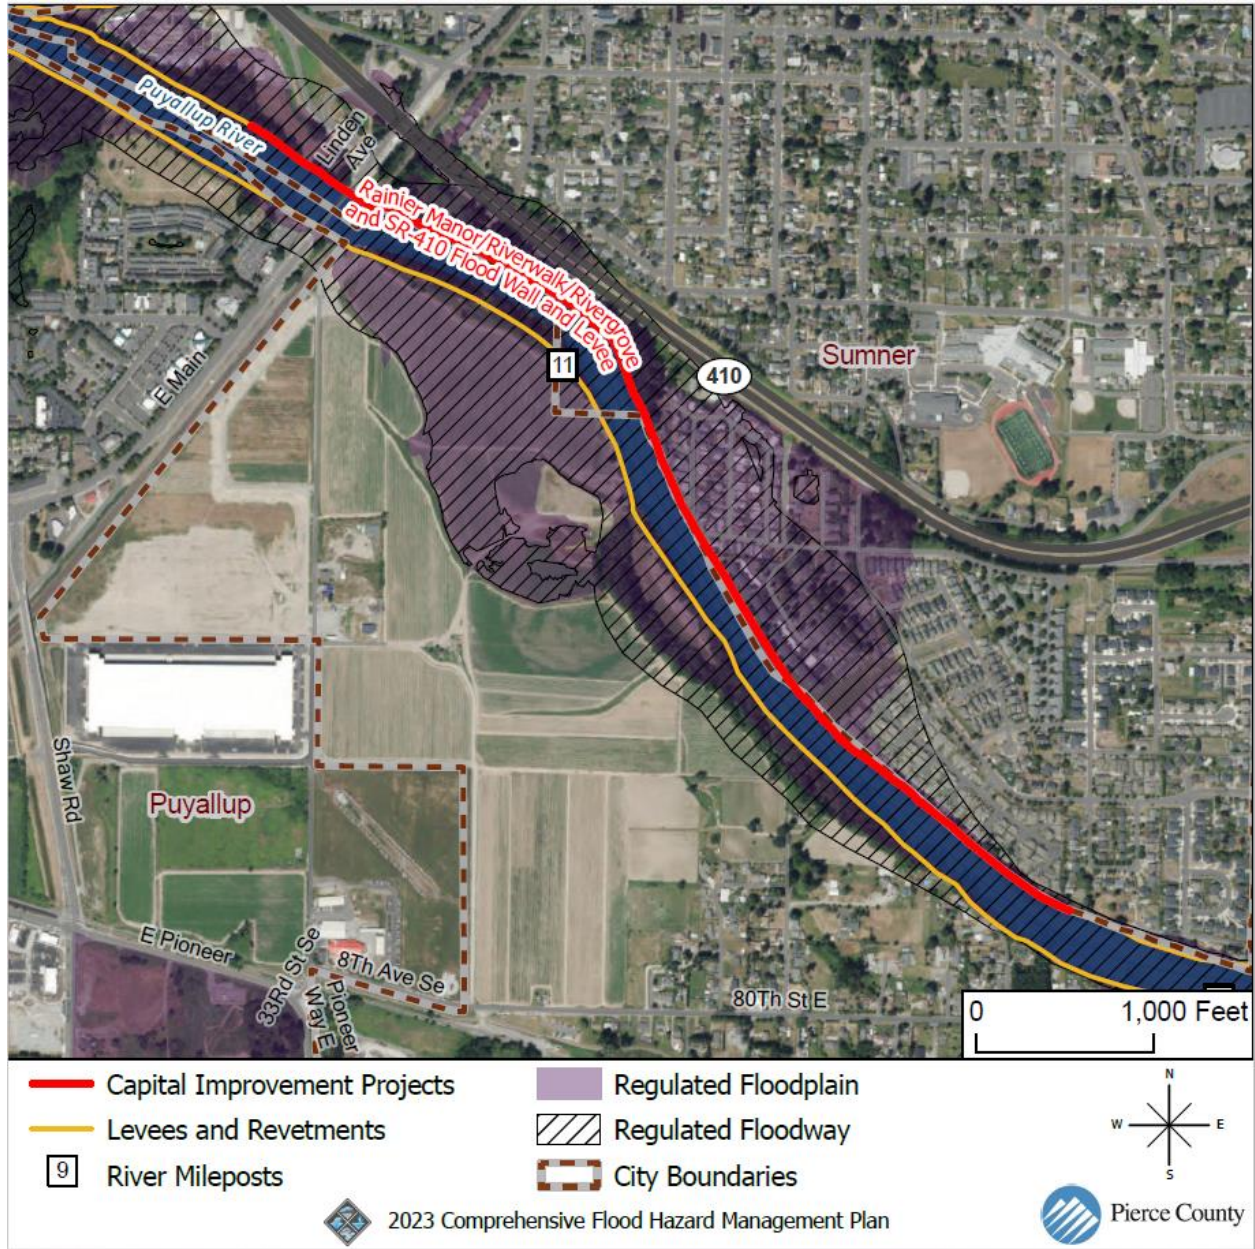 Puyallup River
Linden
Ave
Rainier Manor/Riverwalk/Rivergrove
and SR-410 Flood Wall and Levee
11
410
Sumner
E Main
Shaw Rd
Puyallup
E Pioneer
33Rd St Se
8Th Ave Se
Pioneer
Way E
80Th St E
0 1,000 Feet
Capital Improvement Projects
Levees and Revetments
9 River Mileposts
Regulated Floodplain
Regulated Floodway
City Boundaries
N
W E
S
2023 Comprehensive Flood Hazard Management Plan
Pierce County